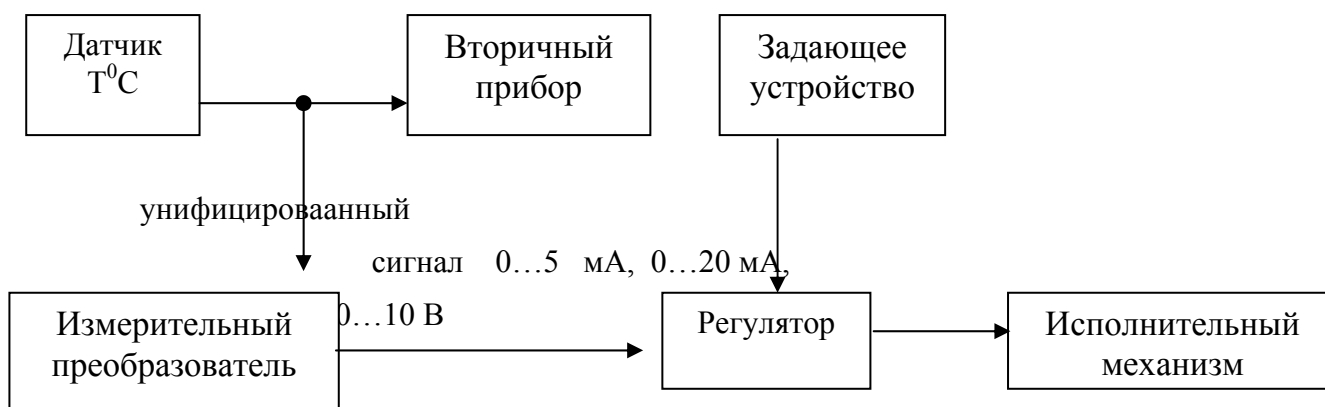 Датчик
T⁰C
Вторичный
прибор
Задающее
устройство
унифицироваанный
сигнал 0…5 мА, 0…20 мА,
0…10 В
Измерительный
преобразователь
Регулятор
Исполнительный
механизм